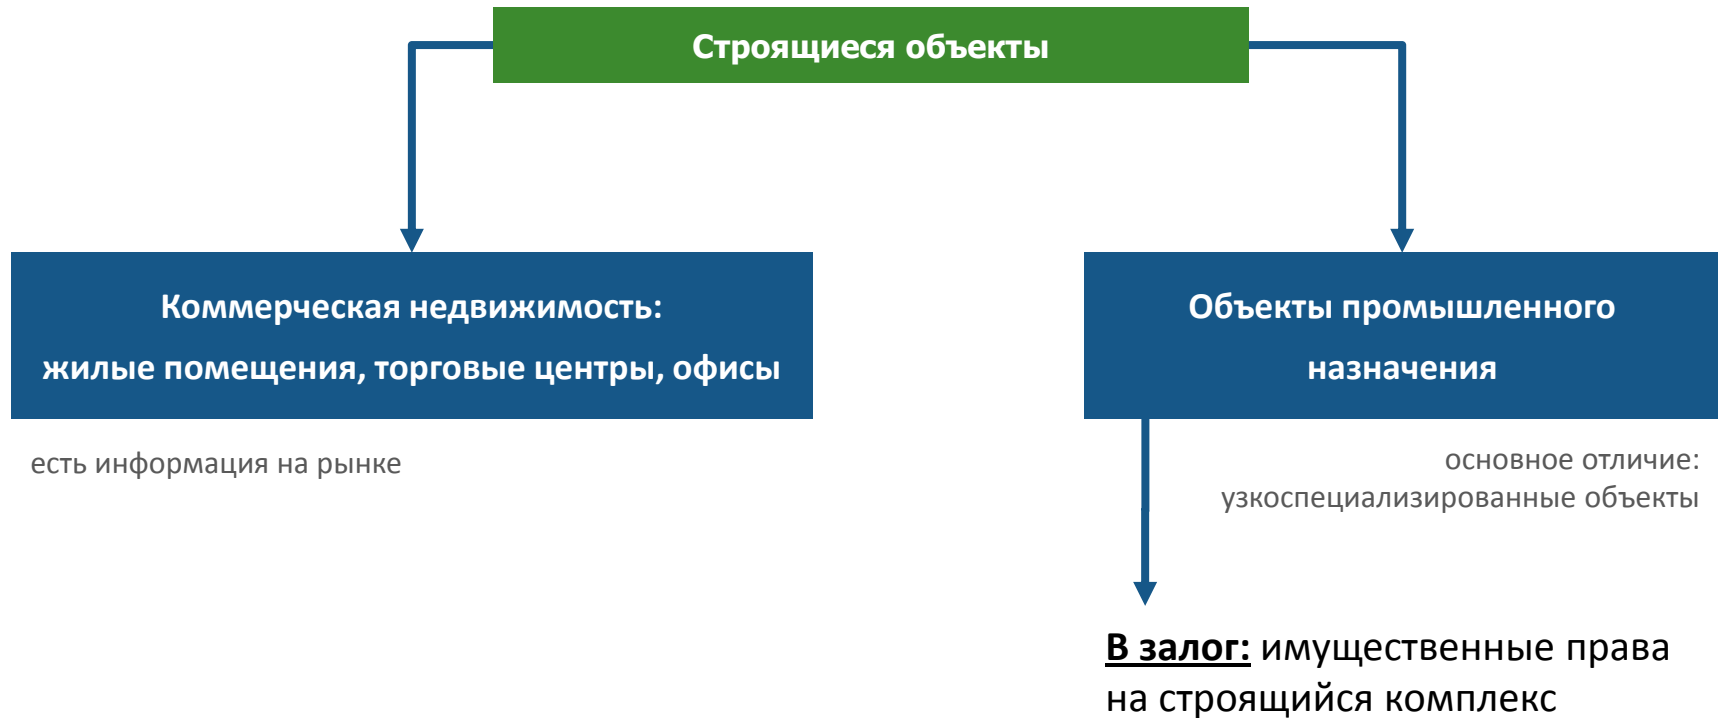 Строящиеся объекты
Коммерческая недвижимость:
жилые помещения, торговые центры, офисы
есть информация на рынке
Объекты промышленного
назначения
основное отличие:
узкоспециализированные объекты
В залог: имущественные права
на строящийся комплекс